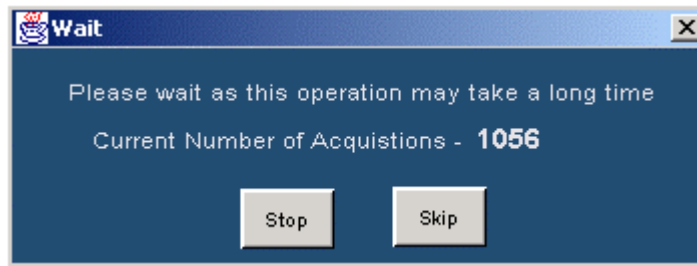 Wait
Please wait as this operation may take a long time
Current Number of Acquistions - 1056
Stop Skip